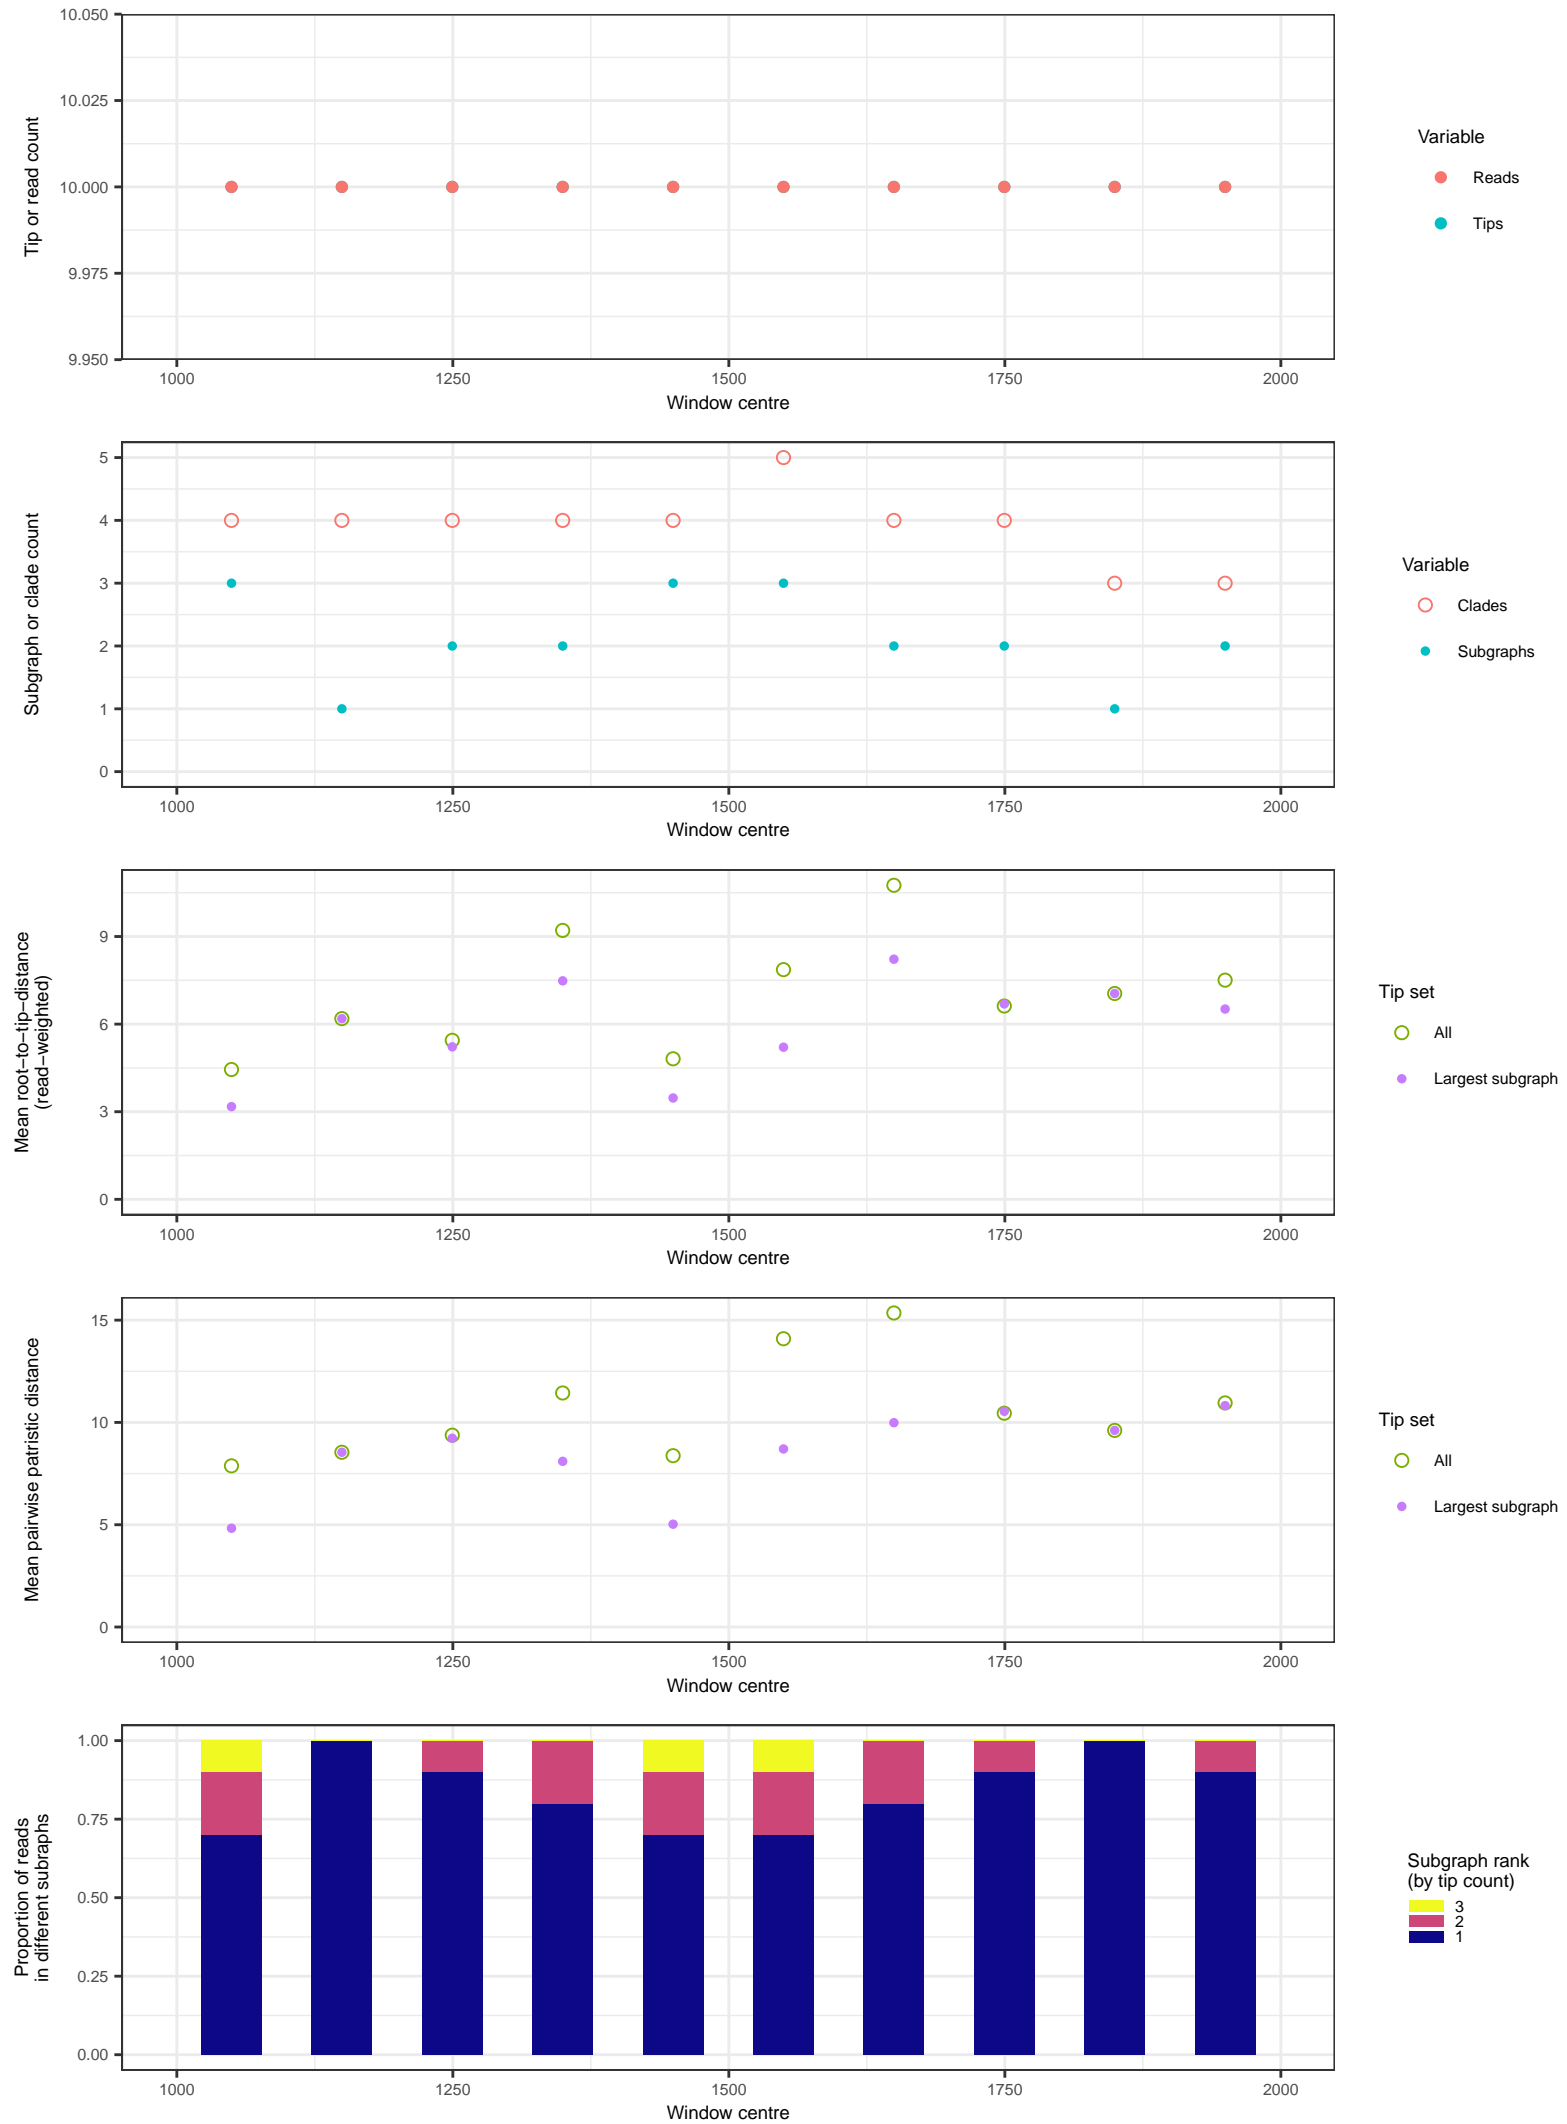 10.050
10.025
10.000
9.975
9.950
Tip or read count
1000 1250 1500 1750 2000
Window centre
Variable
Reads
Tips
5
4
3
2
1
0
Subgraph or clade count
1000 1250 1500 1750 2000
Window centre
Variable
Clades
Subgraphs
9
6
3
0
Mean root−to−tip−distance
(read−weighted)
1000 1250 1500 1750 2000
Window centre
Tip set
All
Largest subgraph
15
10
5
0
Mean pairwise patristic distance
1000 1250 1500 1750 2000
Window centre
Tip set
All
Largest subgraph
1.00
0.75
0.50
0.25
0.00
Proportion of reads
in different subraphs
1000 1250 1500 1750 2000
Window centre
Subgraph rank
(by tip count)
3
2
1